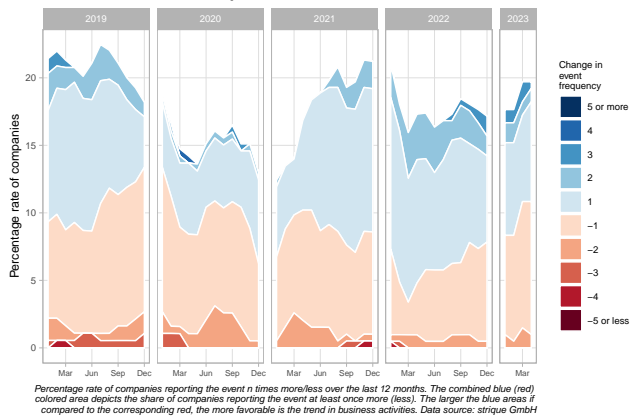 2019
2020
2021
2022
2023
Percentage rate of companies
20
15
10
5
0
Mar
Jun
Sep
Dec
Mar
Jun
Sep
Dec
Mar
Jun
Sep
Dec
Mar
Jun
Sep
Dec
Mar
Change in
event
frequency
5 or more
4
3
2
1
−1
−2
−3
−4
−5 or less
Percentage rate of companies reporting the event n times more/less over the last 12 months. The combined blue (red)
colored area depicts the share of companies reporting the event at least once more (less). The larger the blue areas if
compared to the corresponding red, the more favorable is the trend in business activities. Data source: strique GmbH